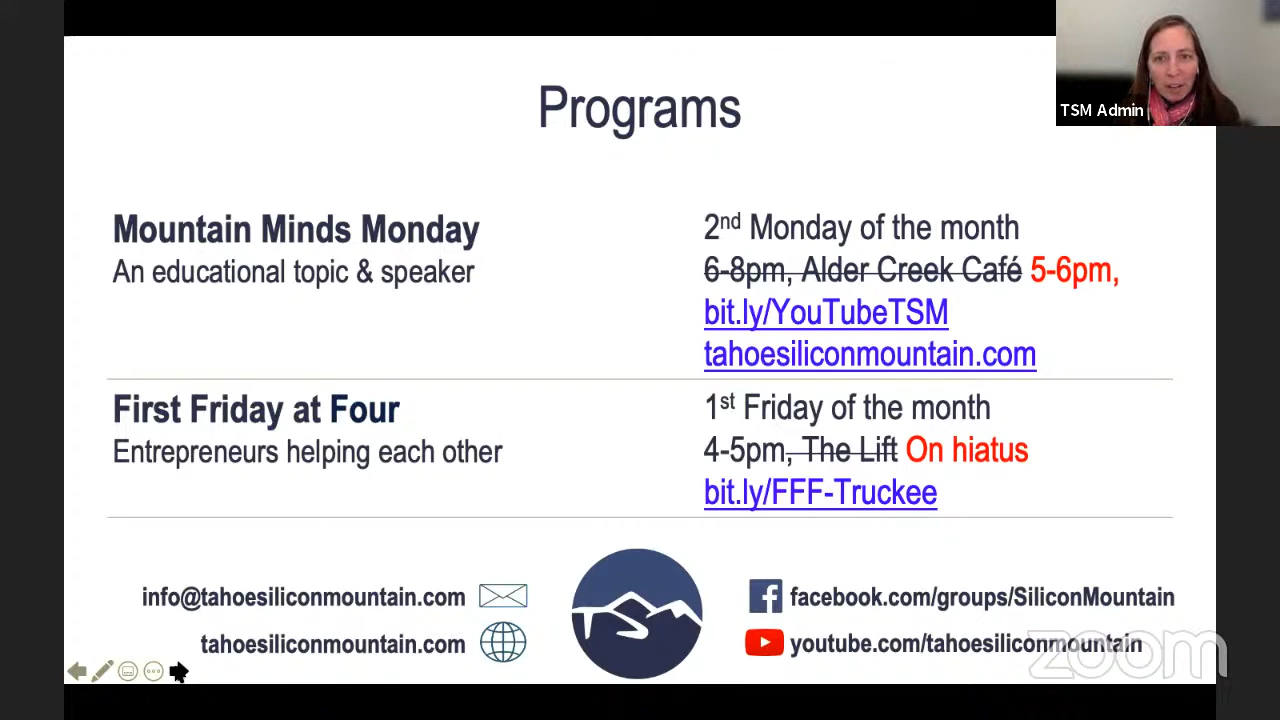 Programs
TSM Admin
Mountain Minds Monday
An educational topic & speaker
2nd Monday of the month
6-8pm, Alder Creek Café 5-6pm,
bit.ly/YouTubeTSM
tahoesiliconmountain.com
First Friday at Four
Entrepreneurs helping each other
1st Friday of the month
4-5pm, The Lift On hiatus
bit.ly/FFF-Truckee
info@tahoesiliconmountain.com
tahoesiliconmountain.com
facebook.com/groups/SiliconMountain
youtube.com/tahoesiliconmountain
zoom